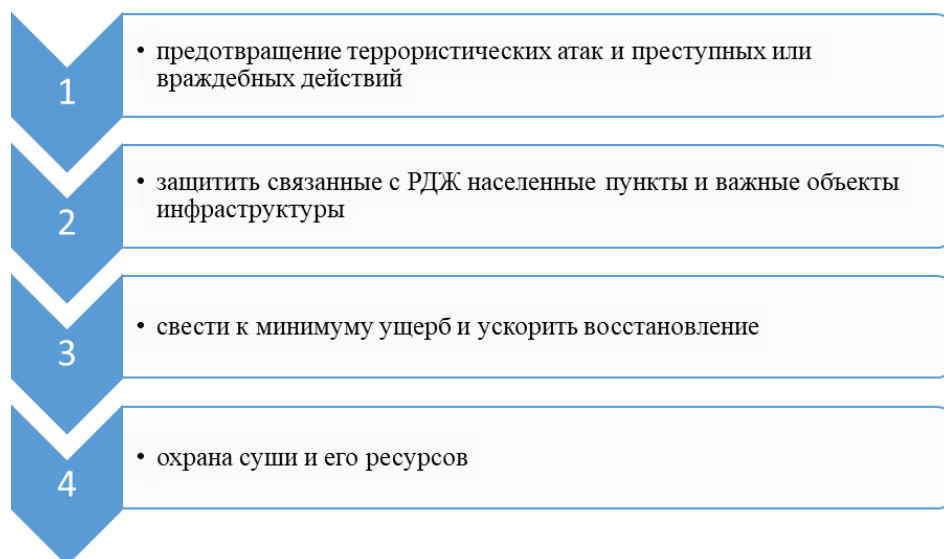 1
• предотвращение террористических атак и преступных или
враждебных действий
2
• защитить связанные с РДЖ населенные пункты и важные объекты
инфраструктуры
3
• свести к минимуму ущерб и ускорить восстановление
4
• охрана суши и его ресурсов